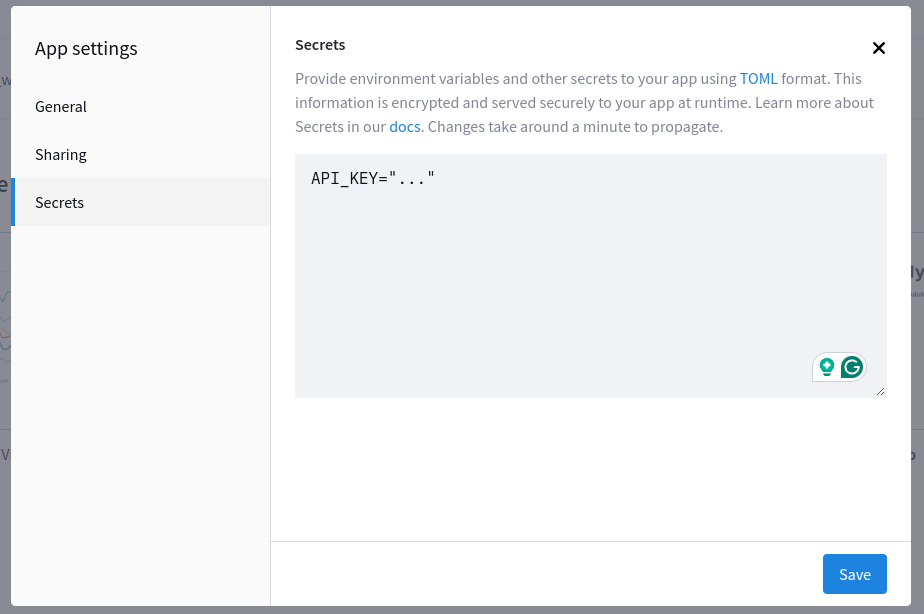 App settings
General
Sharing
Secrets
Secrets
Provide environment variables and other secrets to your app using TOML format. This
information is encrypted and served securely to your app at runtime. Learn more about
Secrets in our docs. Changes take around a minute to propagate.
API_KEY="..."
Save